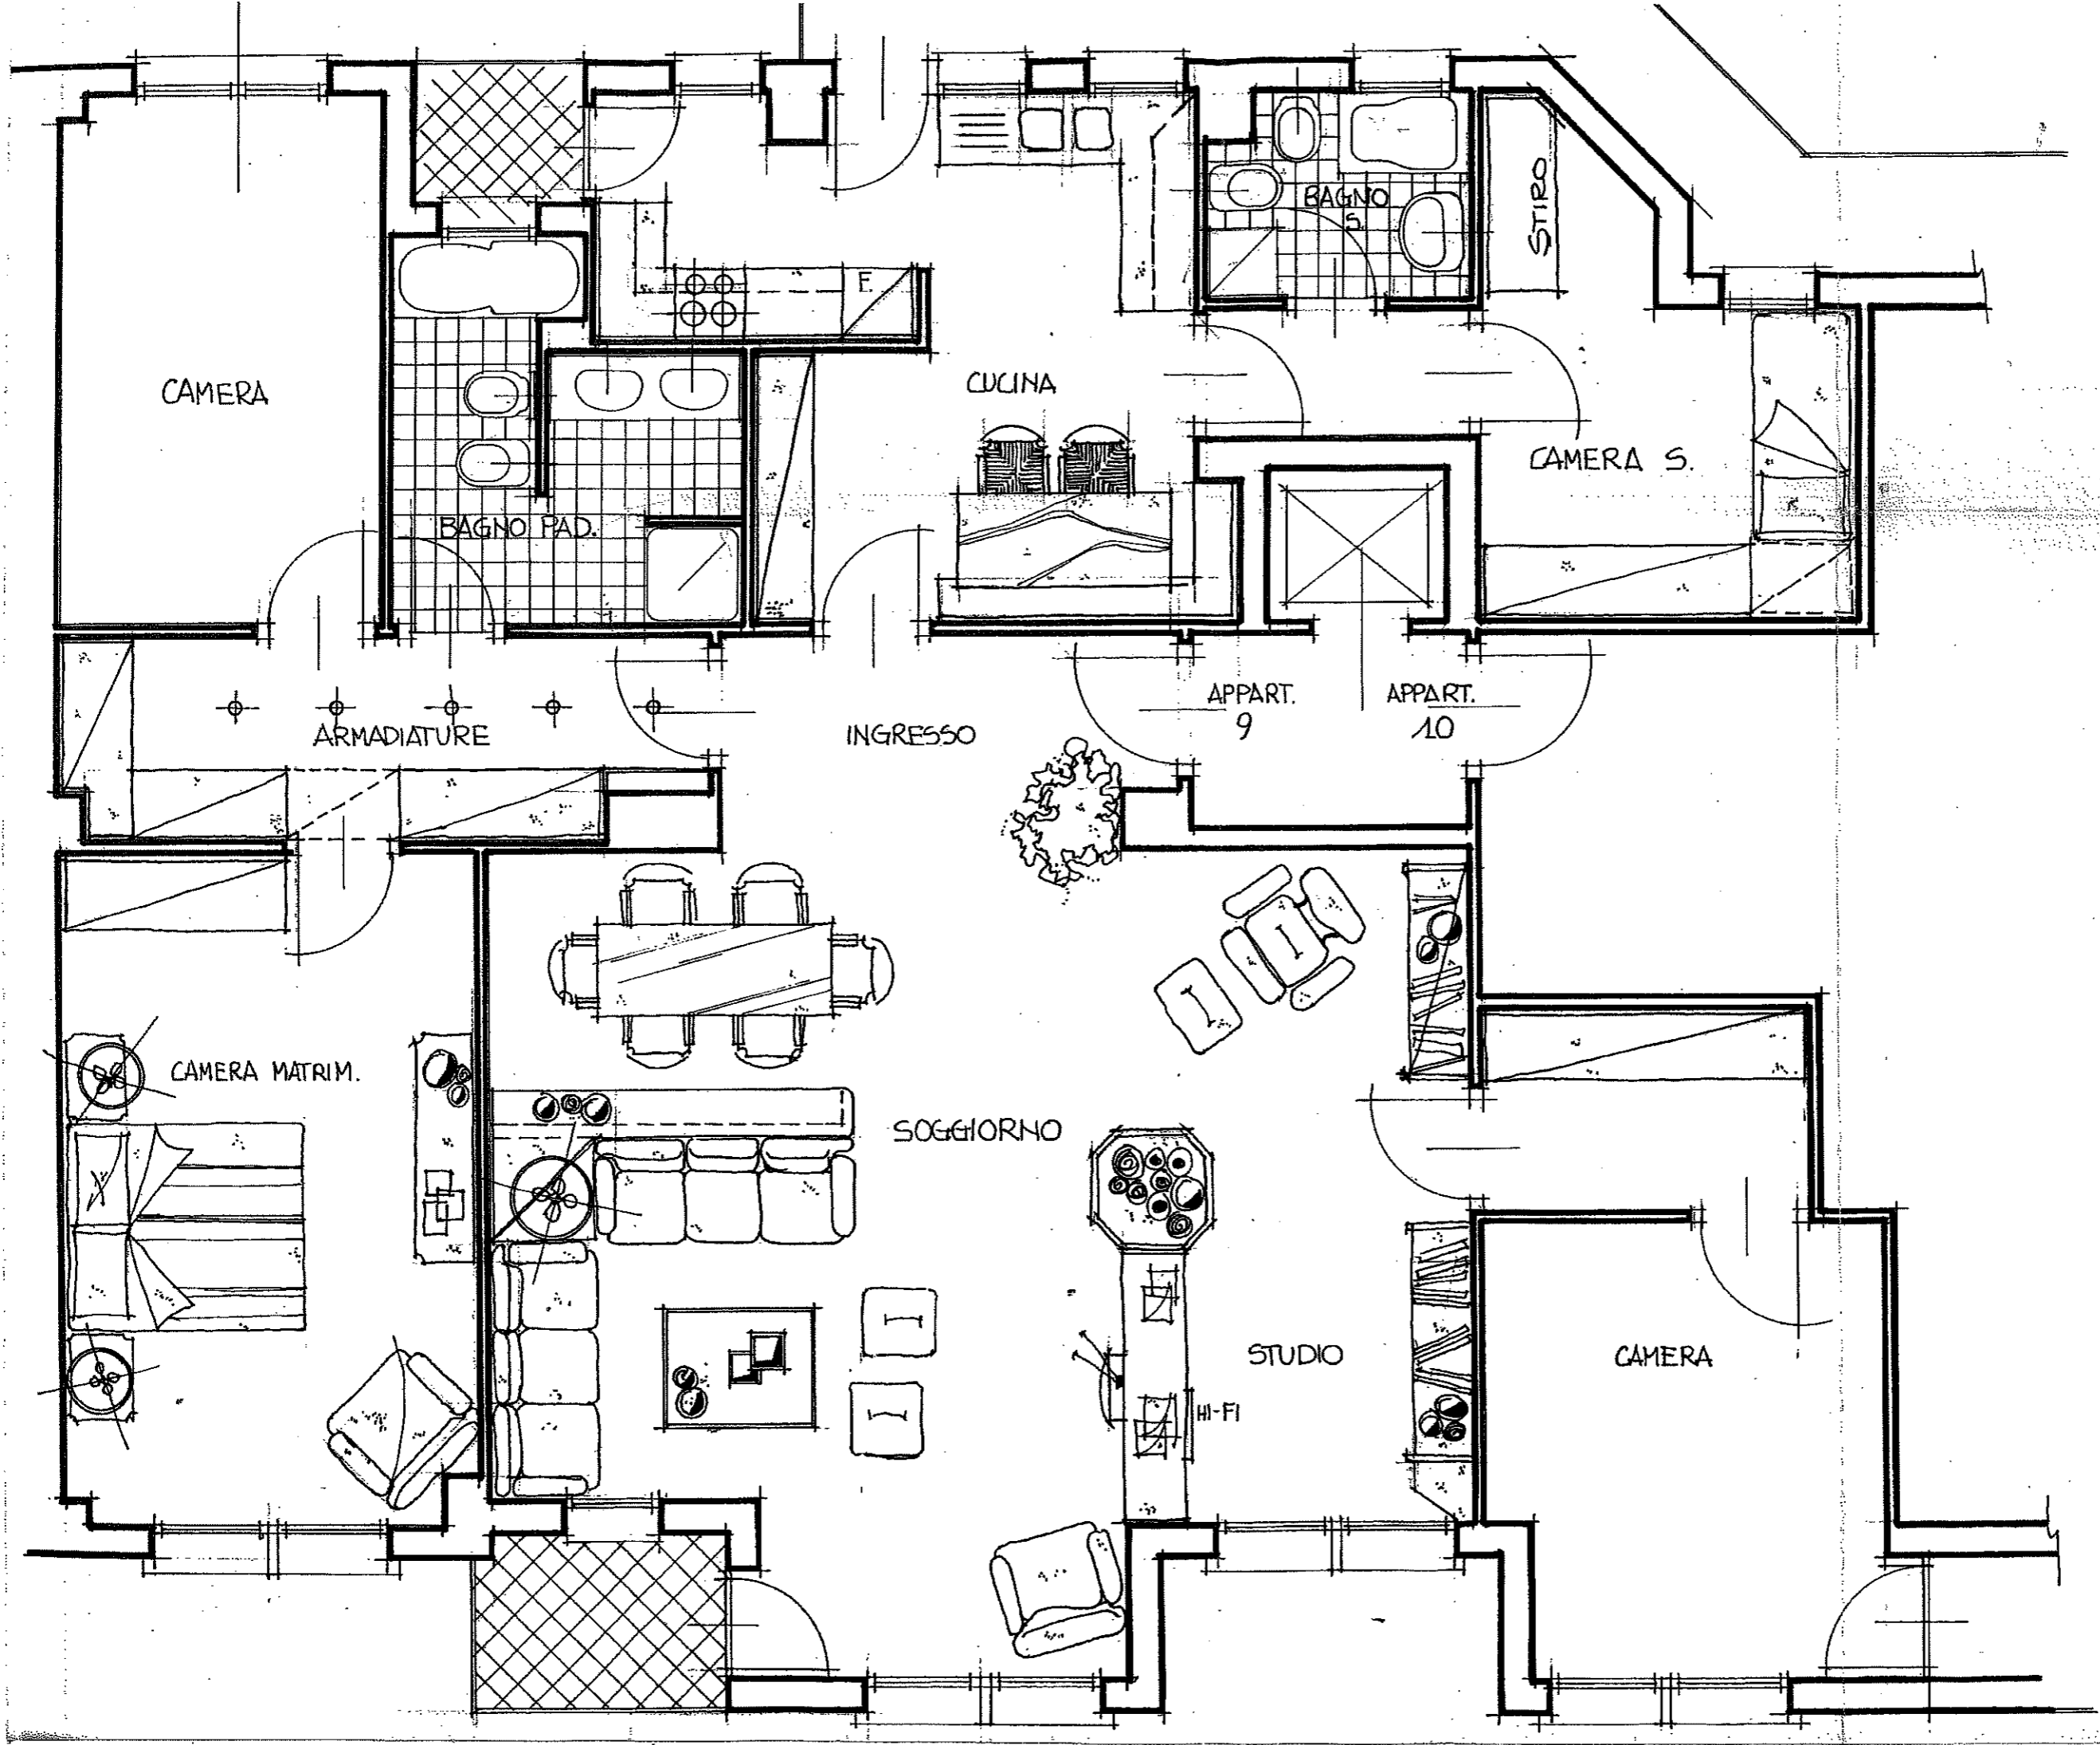 BAGNO
S.
STIRO
F.
CAMERA
CUCINA
CAMERA S.
BAGNO PAD.
APPART.
9
APPART.
10
ARMADIATURE
INGRESSO
CAMERA MATRIM.
SOGGIORNO
STUDIO
CAMERA
HI-FI